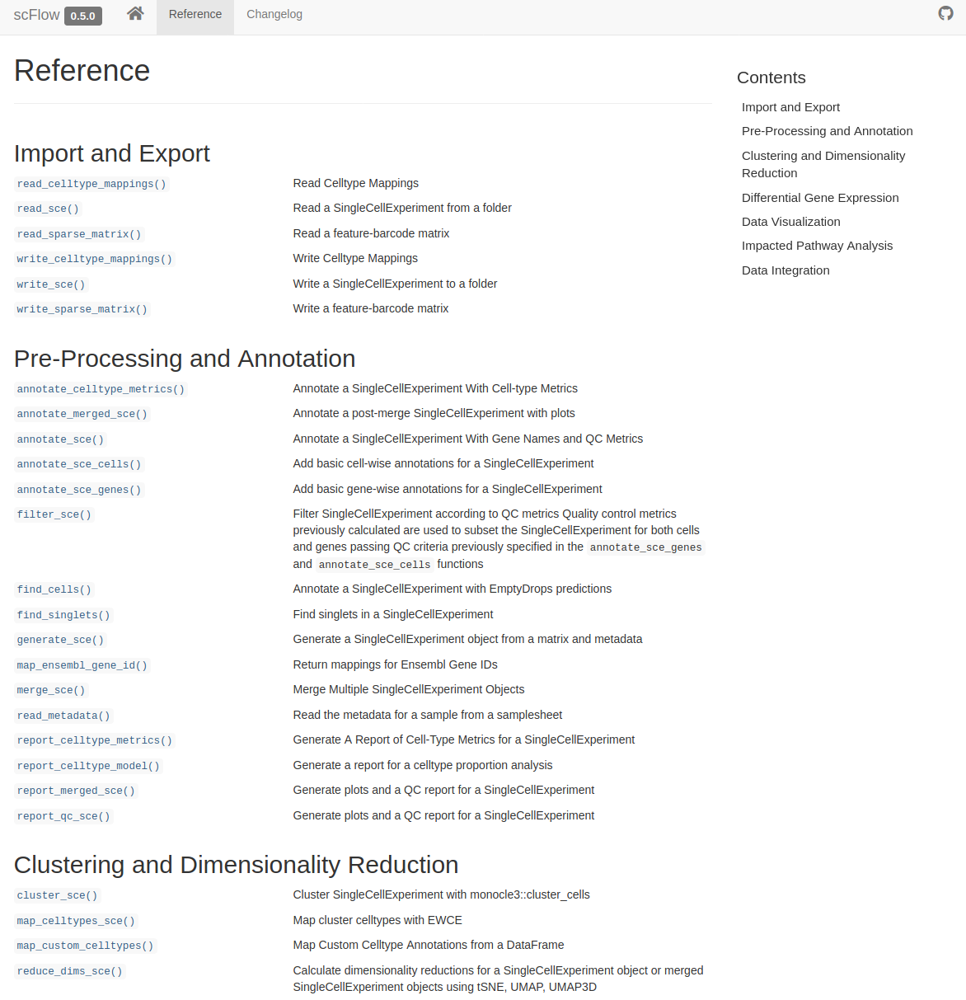 scFlow 0.5.0 Reference Changelog
Reference
Import and Export
read_celltype_mappings() Read Celltype Mappings
read_sce() Read a SingleCellExperiment from a folder
read_sparse_matrix() Read a feature-barcode matrix
write_celltype_mappings() Write Celltype Mappings
write_sce() Write a SingleCellExperiment to a folder
write_sparse_matrix() Write a feature-barcode matrix
Pre-Processing and Annotation
annotate_celltype_metrics() Annotate a SingleCellExperiment With Cell-type Metrics
annotate_merged_sce() Annotate a post-merge SingleCellExperiment with plots
annotate_sce() Annotate a SingleCellExperiment With Gene Names and QC Metrics
annotate_sce_cells() Add basic cell-wise annotations for a SingleCellExperiment
annotate_sce_genes() Add basic gene-wise annotations for a SingleCellExperiment
filter_sce() Filter SingleCellExperiment according to QC metrics Quality control metrics
previously calculated are used to subset the SingleCellExperiment for both cells
and genes passing QC criteria previously specified in the annotate_sce_genes
and annotate_sce_cells functions
find_cells() Annotate a SingleCellExperiment with EmptyDrops predictions
find_singlets() Find singlets in a SingleCellExperiment
generate_sce() Generate a SingleCellExperiment object from a matrix and metadata
map_ensembl_gene_id() Return mappings for Ensembl Gene IDs
merge_sce() Merge Multiple SingleCellExperiment Objects
read_metadata() Read the metadata for a sample from a samplesheet
report_celltype_metrics() Generate A Report of Cell-Type Metrics for a SingleCellExperiment
report_celltype_model() Generate a report for a celltype proportion analysis
report_merged_sce() Generate plots and a QC report for a SingleCellExperiment
report_qc_sce() Generate plots and a QC report for a SingleCellExperiment
Clustering and Dimensionality Reduction
cluster_sce() Cluster SingleCellExperiment with monocle3::cluster_cells
map_celltypes_sce() Map cluster celltypes with EWCE
map_custom_celltypes() Map Custom Celltype Annotations from a DataFrame
reduce_dims_sce() Calculate dimensionality reductions for a SingleCellExperiment object or merged
SingleCellExperiment objects using tSNE, UMAP, UMAP3D
Contents
Import and Export
Pre-Processing and Annotation
Clustering and Dimensionality
Reduction
Differential Gene Expression
Data Visualization
Impacted Pathway Analysis
Data Integration